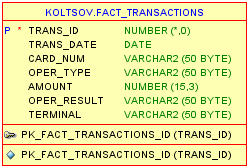 KOLTSOV.FACT_TRANSACTIONS
P * TRANS_ID NUMBER (*,0)
TRANS_DATE DATE
CARD_NUM VARCHAR2 (50 BYTE)
OPER_TYPE VARCHAR2 (50 BYTE)
AMOUNT NUMBER (15,3)
OPER_RESULT VARCHAR2 (50 BYTE)
TERMINAL VARCHAR2 (50 BYTE)
PK_FACT_TRANSACTIONS_ID (TRANS_ID)
PK_FACT_TRANSACTIONS_ID (TRANS_ID)